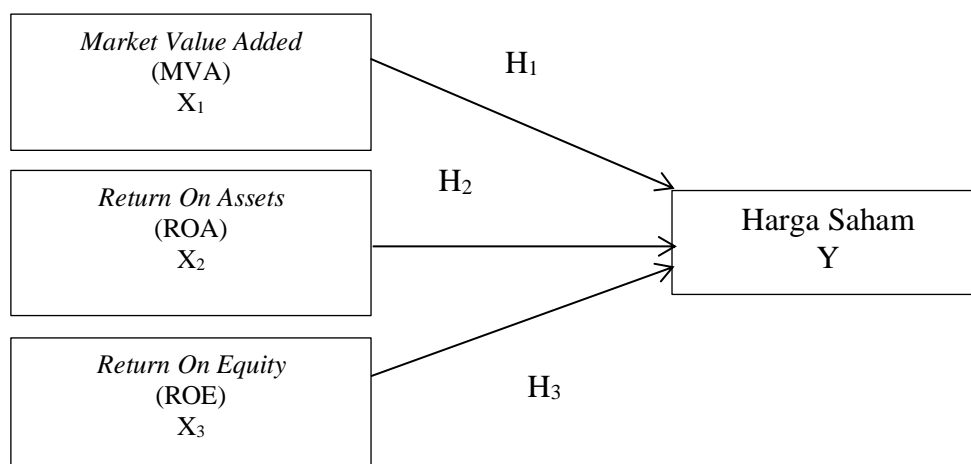 Market Value Added
(MVA)
X₁
H₁
Return On Assets
(ROA)
X₂
H₂
Harga Saham
Y
Return On Equity
(ROE)
X₃
H₃